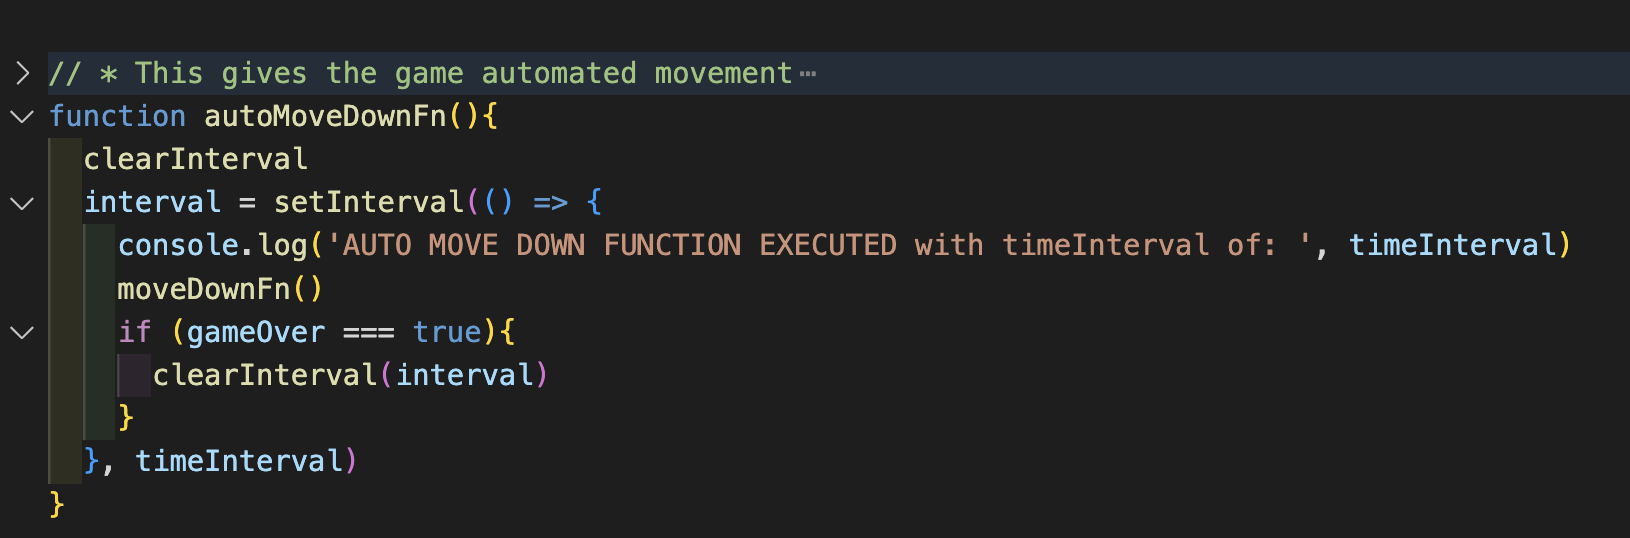 // * This gives the game automated movement⋯
function autoMoveDownFn(){
  clearInterval
  interval = setInterval(() => {
    console.log('AUTO MOVE DOWN FUNCTION EXECUTED with timeInterval of: ', timeInterval)
    moveDownFn()
    if (gameOver === true){
      clearInterval(interval)
    }
  }, timeInterval)
}